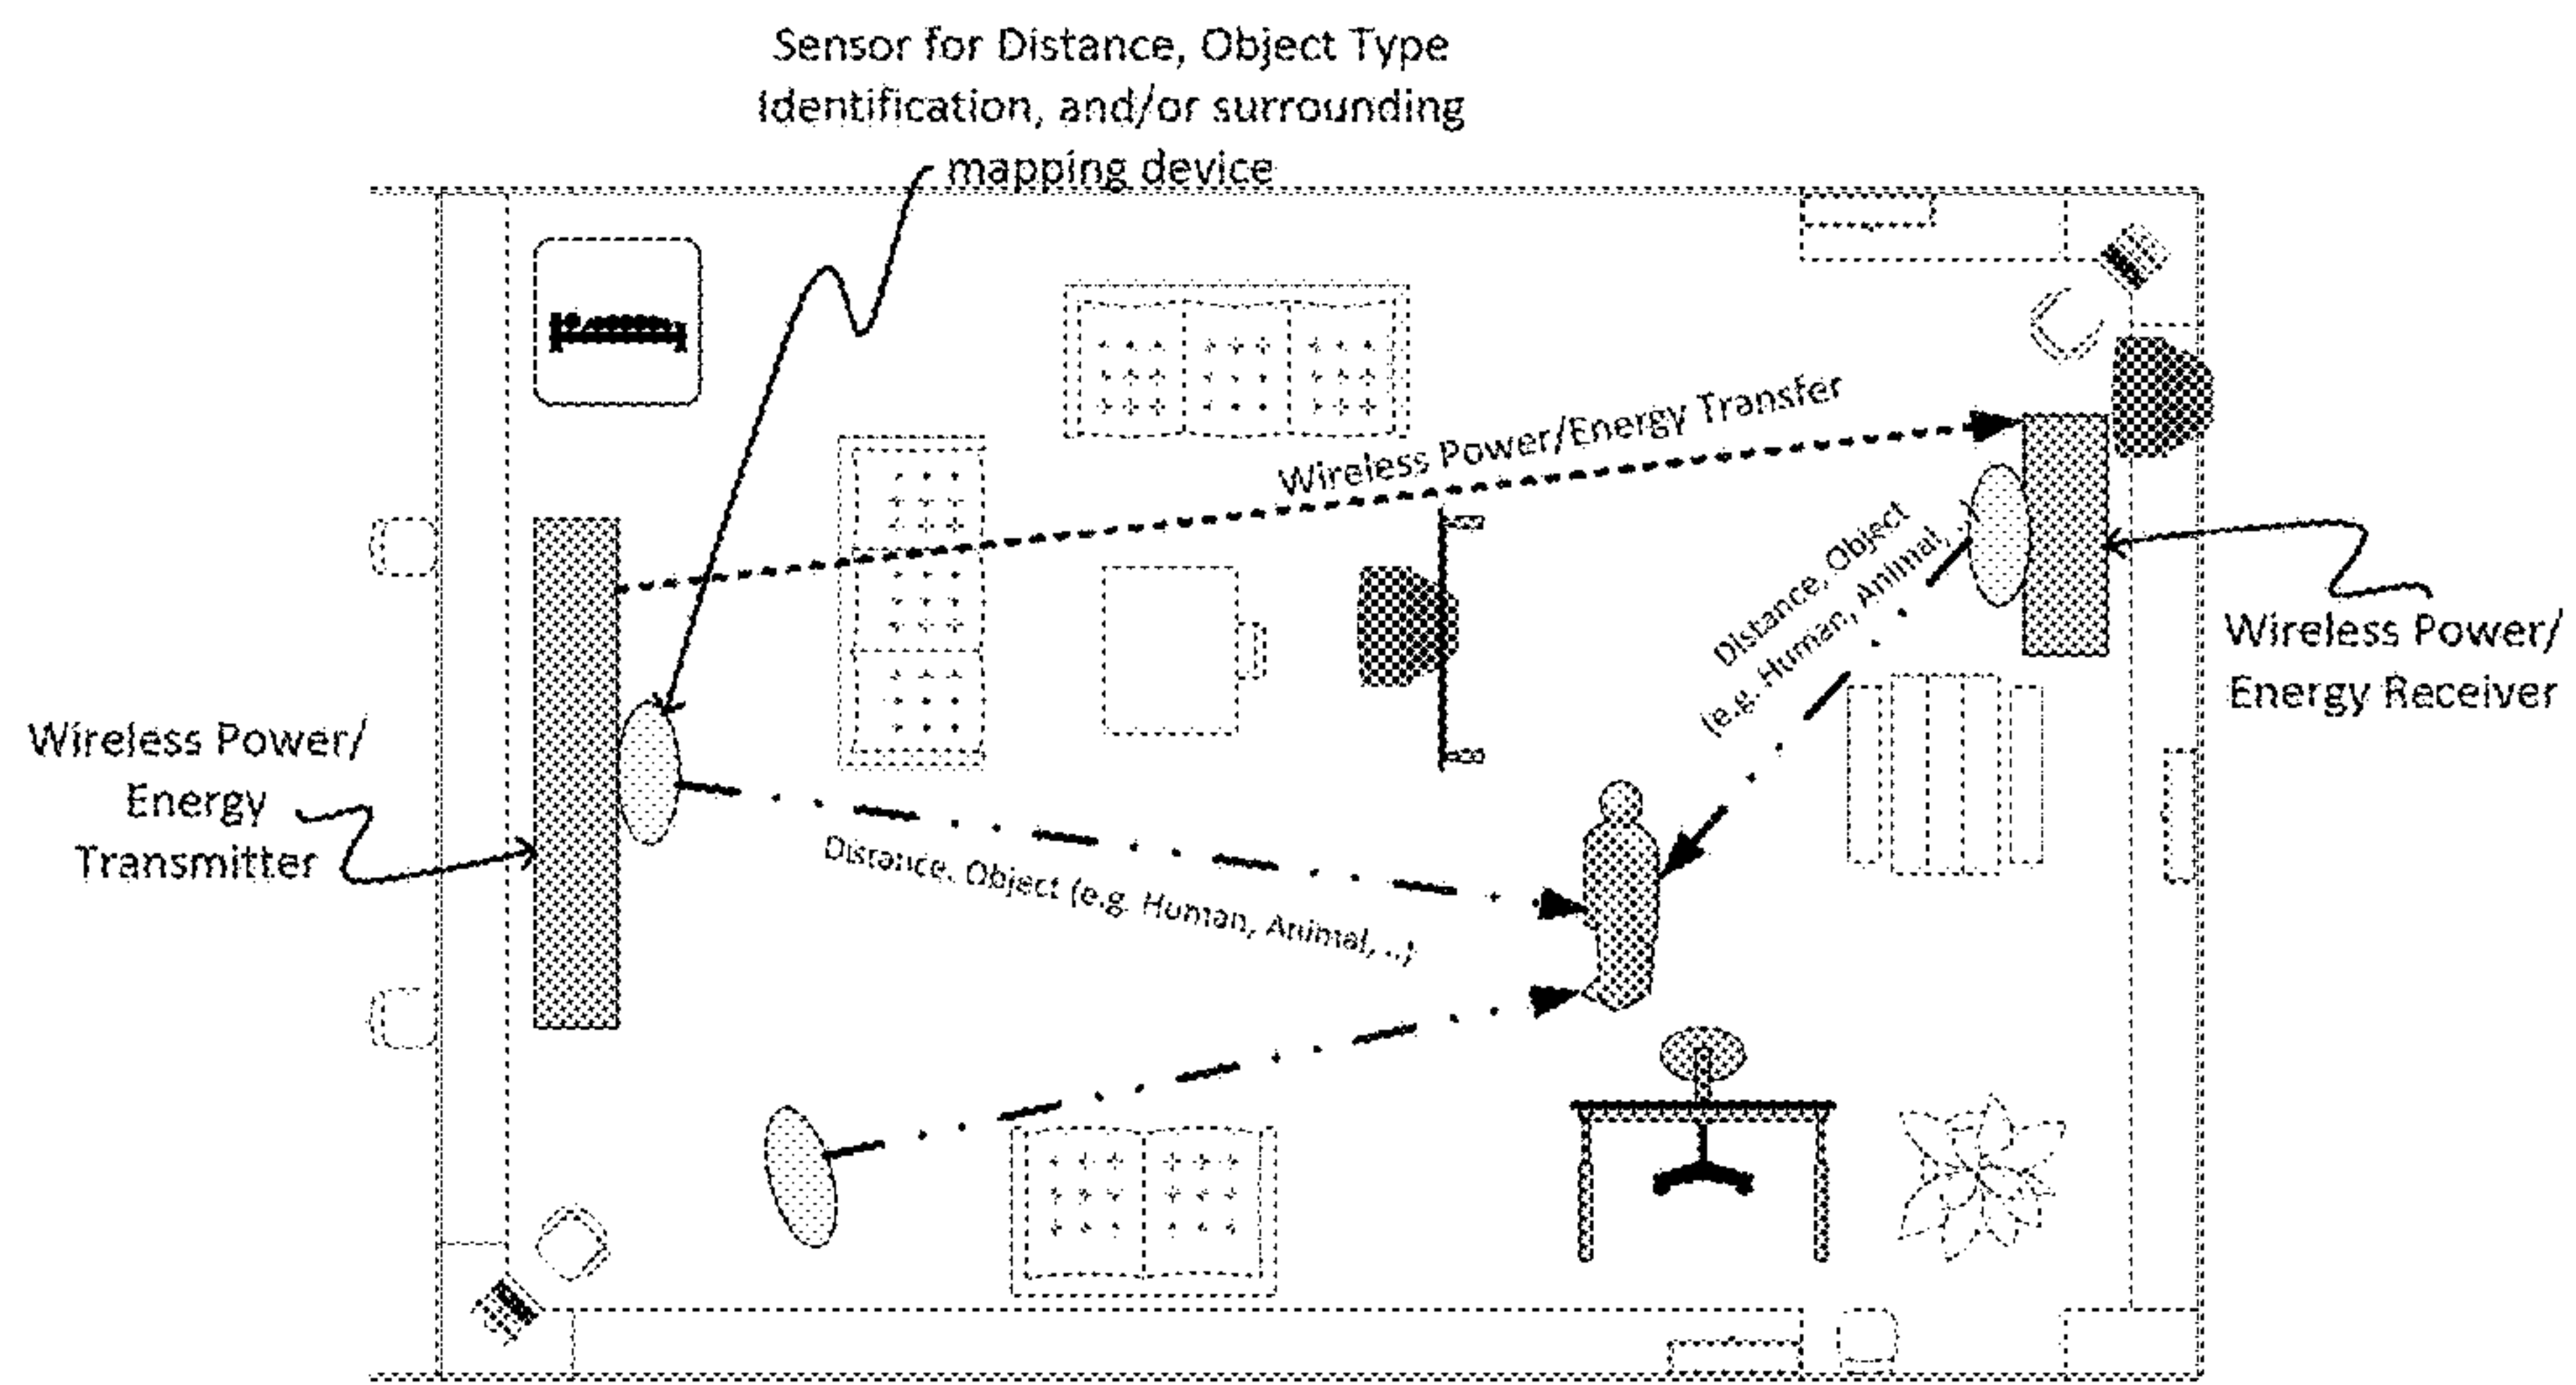 Sensor for Distance, Object Type
Identification, and/or surrounding
mapping device
Wireless Power/Energy Transfer
Distance, Object
(e.g. Human, Animal, ..)
Wireless Power/
Energy Receiver
Wireless Power/
Energy
Transmitter
Distance, Object (e.g. Human, Animal, ..)